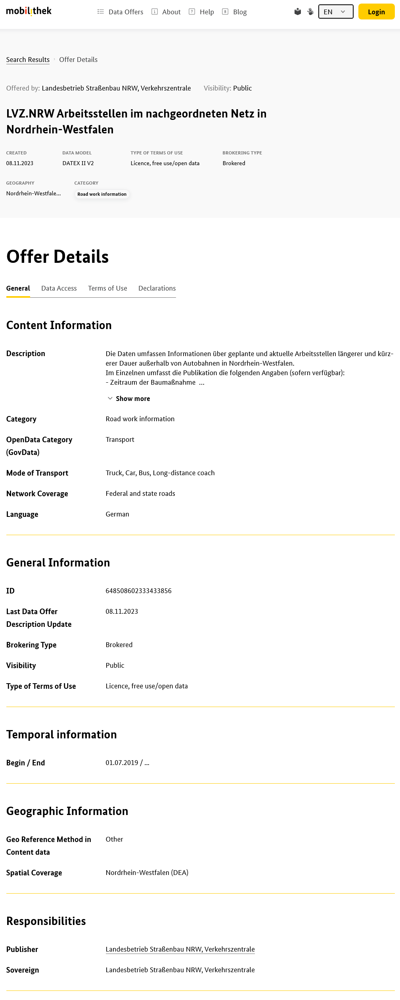 mobilithek
Data Offers
About
Help
Blog
EN
Login
Search Results
Offer Details
Offered by: Landesbetrieb Straßenbau NRW, Verkehrszentrale Visibility: Public
LVZ.NRW Arbeitsstellen im nachgeordneten Netz in
Nordrhein-Westfalen
CREATED DATA MODEL TYPE OF TERMS OF USE BROKERING TYPE
08.11.2023 DATEX II V2 Licence, free use/open data Brokered
GEOGRAPHY CATEGORY
Nordrhein-Westfale... Road work information
Offer Details
General Data Access Terms of Use Declarations
Content Information
Description
Die Daten umfassen Informationen über geplante und aktuelle Arbeitsstellen längerer und kürz-
erer Dauer außerhalb von Autobahnen in Nordrhein-Westfalen.
Im Einzelnen umfasst die Publikation die folgenden Angaben (sofern verfügbar):
- Zeitraum der Baumaßnahme ...
Show more
Category Road work information
OpenData Category Transport
(GovData)
Mode of Transport Truck, Car, Bus, Long-distance coach
Network Coverage Federal and state roads
Language German
General Information
ID 648508602333433856
Last Data Offer 08.11.2023
Description Update
Brokering Type Brokered
Visibility Public
Type of Terms of Use Licence, free use/open data
Temporal information
Begin / End 01.07.2019 / ...
Geographic Information
Geo Reference Method in Other
Content data
Spatial Coverage Nordrhein-Westfalen (DEA)
Responsibilities
Publisher Landesbetrieb Straßenbau NRW, Verkehrszentrale
Sovereign Landesbetrieb Straßenbau NRW, Verkehrszentrale